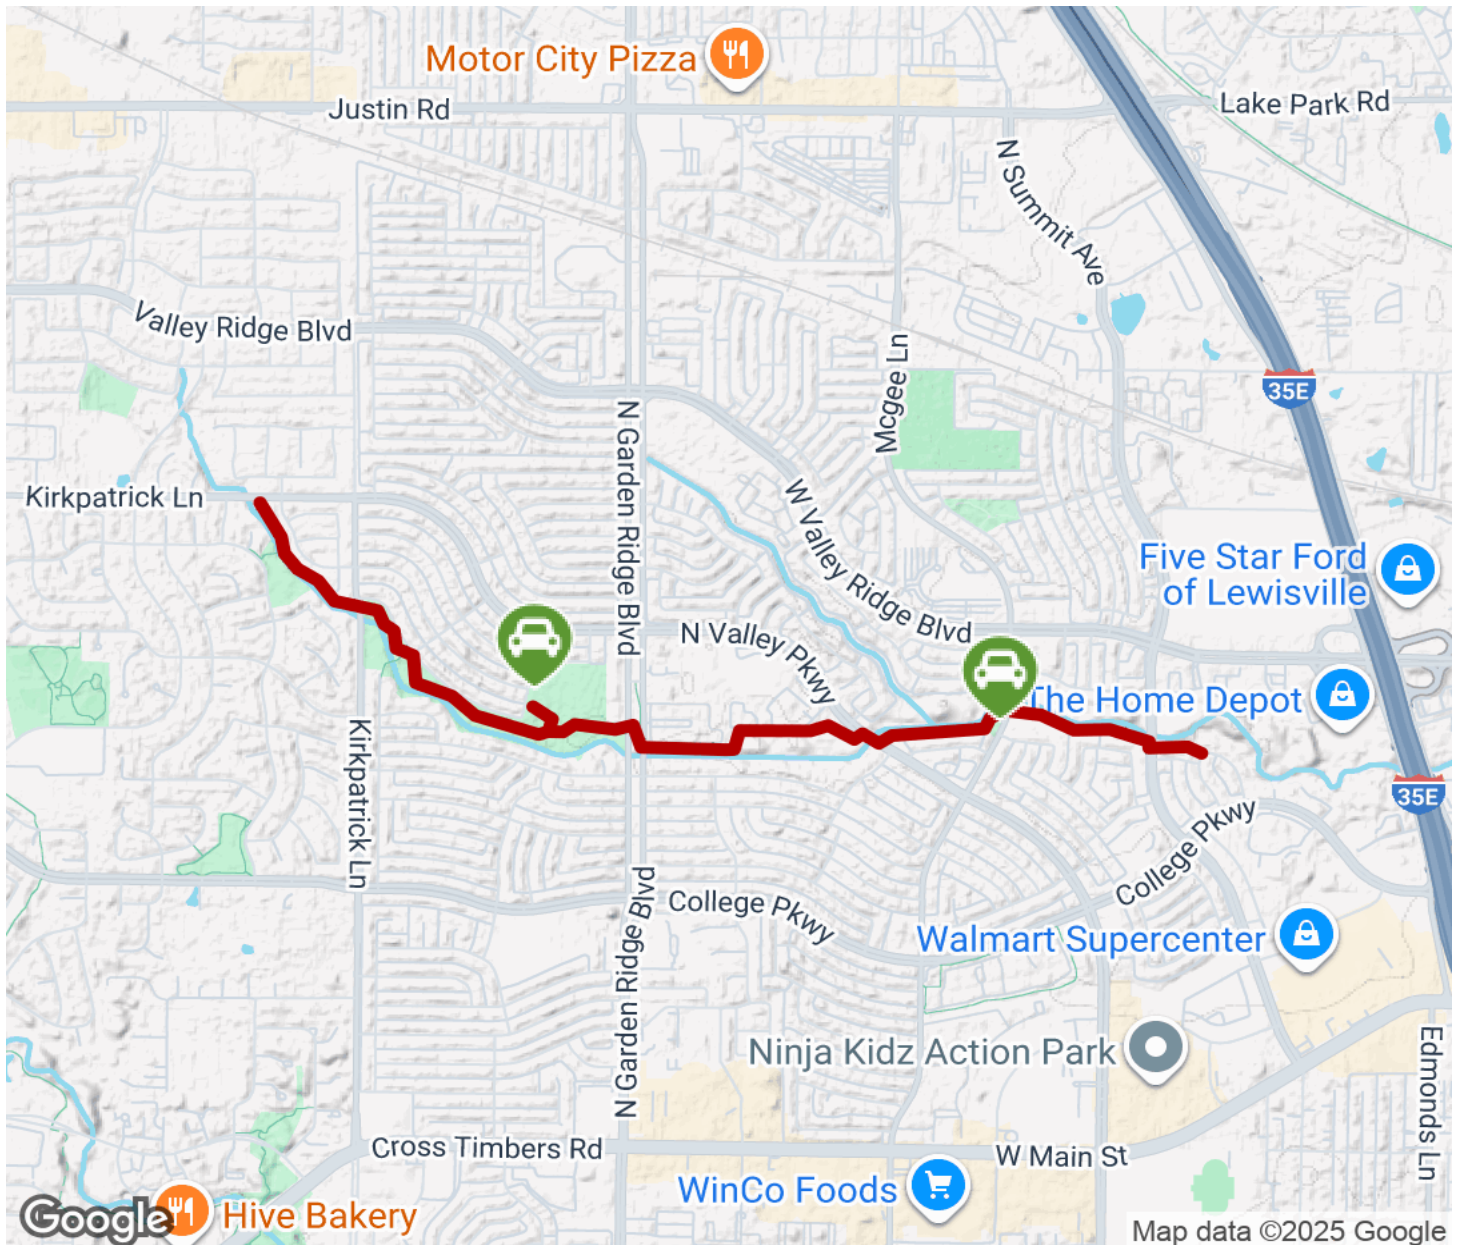 Motor City Pizza
Justin Rd
Lake Park Rd
N Summit Ave
Valley Ridge Blvd
Mcgee Ln
35E
N Garden Ridge Blvd
Kirkpatrick Ln
W Valley Ridge Blvd
Five Star Ford
of Lewisville
N Valley Pkwy
The Home Depot
Kirkpatrick Ln
35E
College Pkwy
N Garden Ridge Blvd
College Pkwy
Walmart Supercenter
Ninja Kidz Action Park
Edmonds Ln
Cross Timbers Rd
W Main St
WinCo Foods
Hive Bakery
Google
Map data ©2025 Google